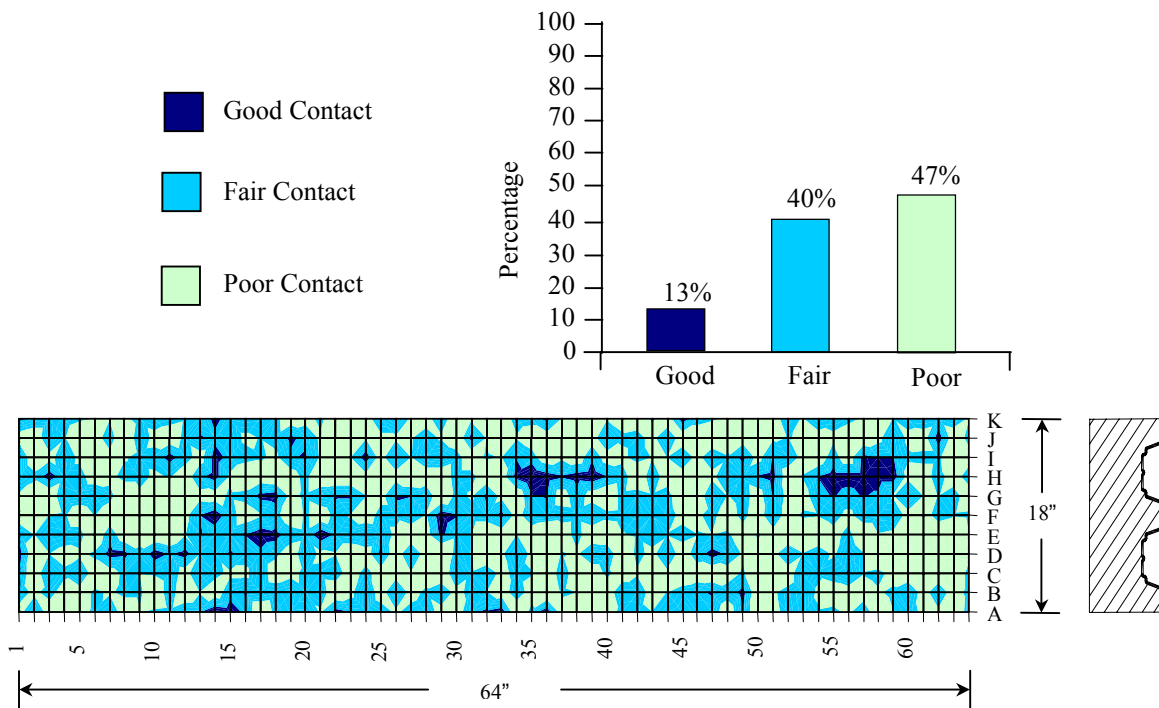 Good Contact
Fair Contact
Poor Contact
Percentage
100
90
80
70
60
50
40
30
20
10
0
13%
40%
47%
Good Fair Poor
K
J
I
H
G
F
E
D
C
B
A
1 5 10 15 20 25 30 35 40 45 50 55 60
64”
18”